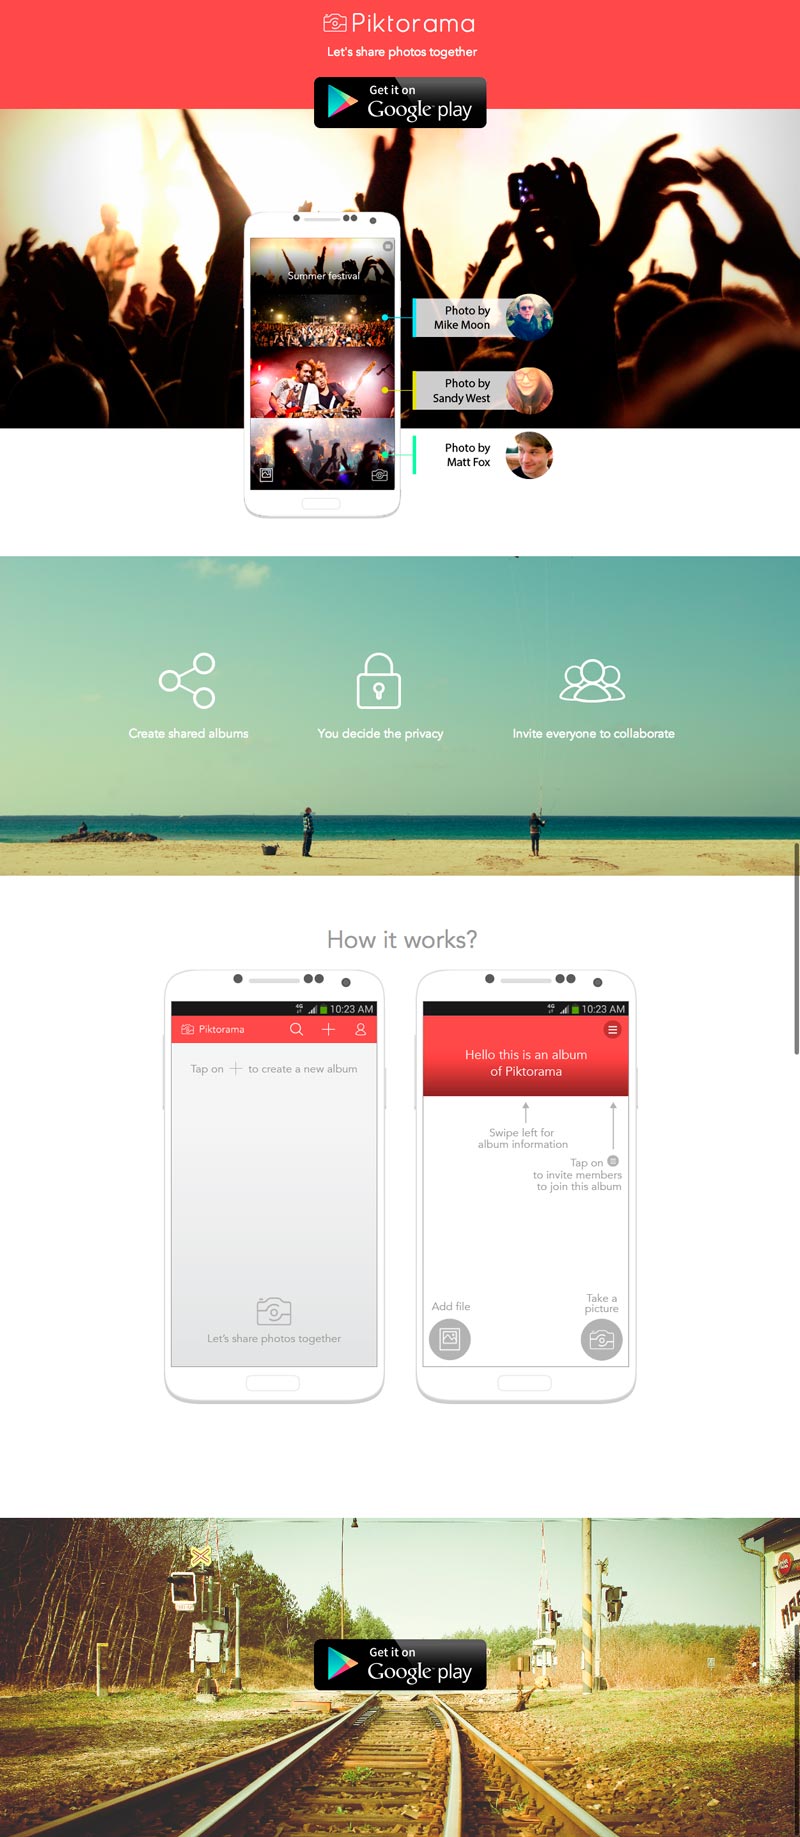 Piktorama
Let's share photos together
Get it on
Google play
Summer festival
Photo by
Mike Moon
Photo by
Sandy West
Photo by
Matt Fox
Create shared albums
You decide the privacy
Invite everyone to collaborate
How it works?
4G 10:23 AM
Piktorama
Tap on + to create a new album
Let's share photos together
4G 10:23 AM
Hello this is an album
of Piktorama
Swipe left for
album information
Tap on
to invite members
to join this album
Add file
Take a
picture
Get it on
Google play